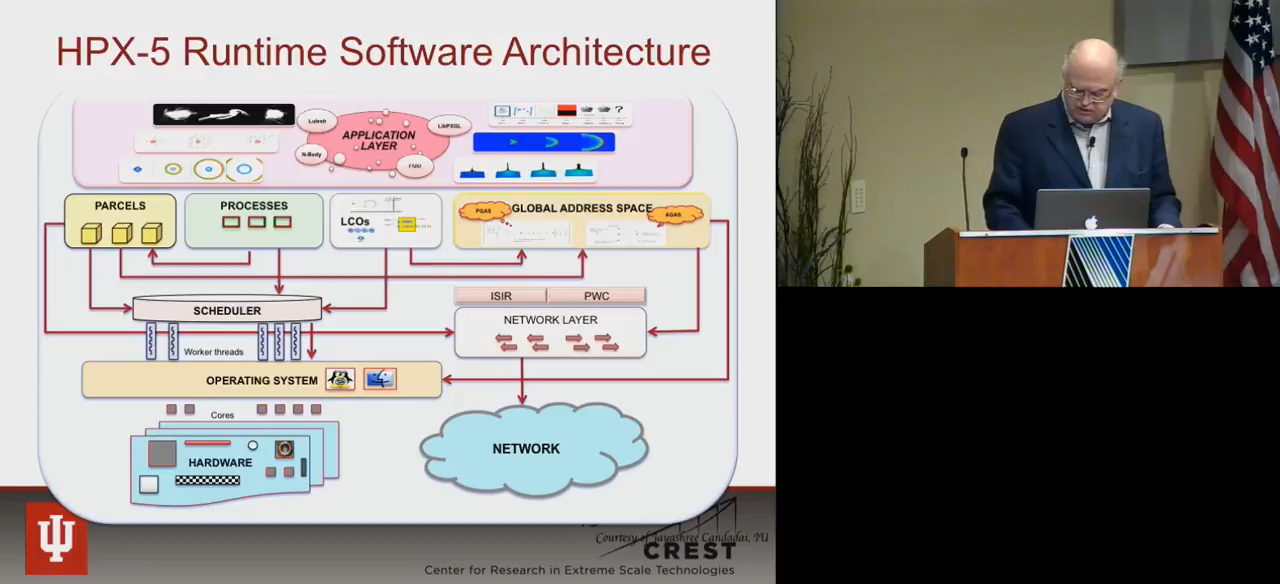 HPX-5 Runtime Software Architecture
Lulesh
LibPXGL
APPLICATION
LAYER
N-Body
FMM
?
PARCELS
PROCESSES
LCOs
PGAS
GLOBAL ADDRESS SPACE
AGAS
SCHEDULER
ISIR
PWC
NETWORK LAYER
Worker threads
OPERATING SYSTEM
Cores
HARDWARE
NETWORK
Courtesy of Jayashree Candadai, IU
CREST
Center for Research in Extreme Scale Technologies